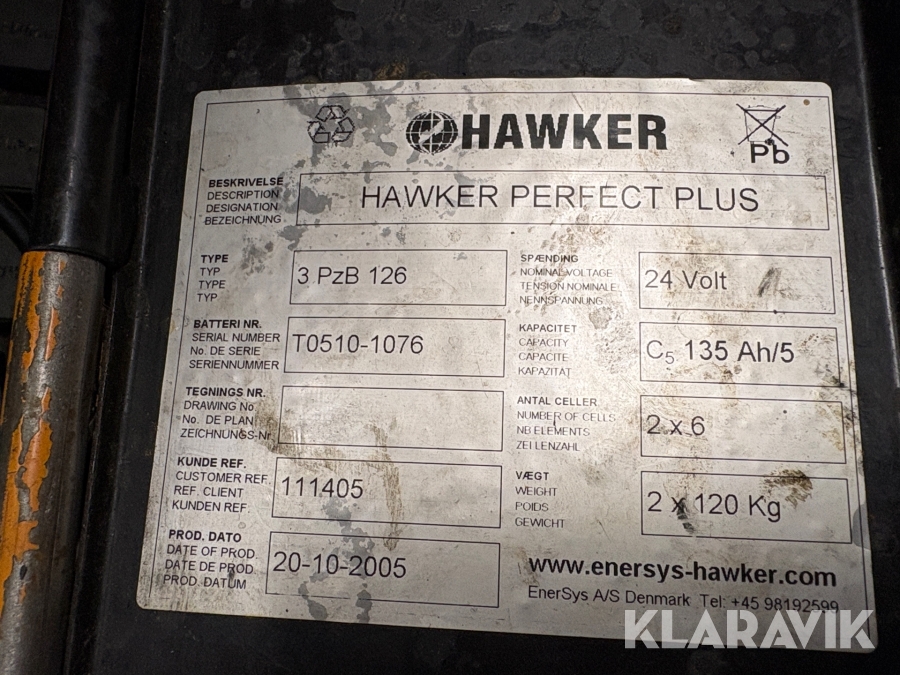 HAWKER
Pb
BESKRIVELSE
DESCRIPTION
DESIGNATION
BEZEICHNUNG
HAWKER PERFECT PLUS
TYPE
TYP
TYPE
TYP
3 PzB 126
SPÆNDING
NOMINAL VOLTAGE
TENSION NOMINALE
NENNSPANNUNG
24 Volt
BATTERI NR.
SERIAL NUMBER
No. DE SERIE
SERIENNUMMER
T0510-1076
KAPACITET
CAPACITY
CAPACITE
KAPAZITÄT
C₅ 135 Ah/5
TEGNINGS NR.
DRAWING No.
No. DE PLAN
ZEICHNUNGS-Nr.
ANTAL CELLER
NUMBER OF CELLS
NB ELEMENTS
ZELLENZAHL
2 x 6
KUNDE REF.
CUSTOMER REF.
REF. CLIENT
KUNDEN REF.
111405
VÆGT
WEIGHT
POIDS
GEWICHT
2 x 120 Kg
PROD. DATO
DATE OF PROD.
DATE DE PROD.
PROD. DATUM
20-10-2005
www.enersys-hawker.com
EnerSys A/S Denmark Tel: +45 98192599
KLARAVIK